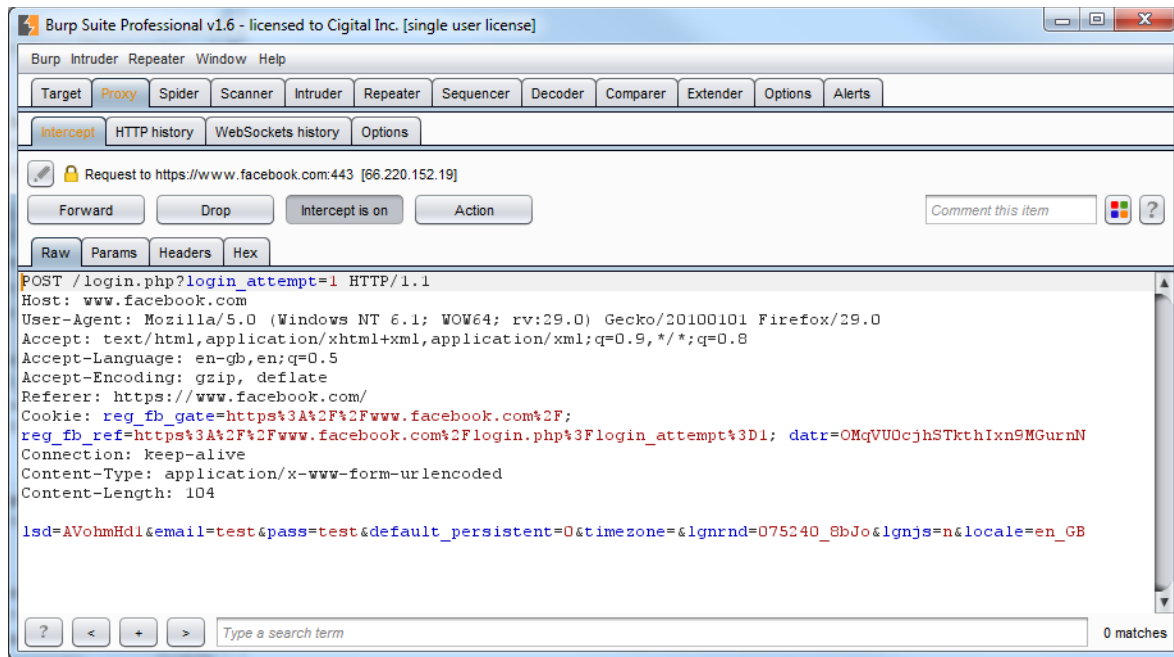 Burp Suite Professional v1.6 - licensed to Cigital Inc. [single user license]
Burp Intruder Repeater Window Help
Target Proxy Spider Scanner Intruder Repeater Sequencer Decoder Comparer Extender Options Alerts
Intercept HTTP history WebSockets history Options
Request to https://www.facebook.com:443 [66.220.152.19]
Forward Drop Intercept is on Action Comment this item ?
Raw Params Headers Hex
POST /login.php?login_attempt=1 HTTP/1.1
Host: www.facebook.com
User-Agent: Mozilla/5.0 (Windows NT 6.1; WOW64; rv:29.0) Gecko/20100101 Firefox/29.0
Accept: text/html,application/xhtml+xml,application/xml;q=0.9,*/*;q=0.8
Accept-Language: en-gb,en;q=0.5
Accept-Encoding: gzip, deflate
Referer: https://www.facebook.com/
Cookie: reg_fb_gate=https%3A%2F%2Fwww.facebook.com%2F;
reg_fb_ref=https%3A%2F%2Fwww.facebook.com%2Flogin.php%3Flogin_attempt%3D1; datr=OMqVUOcjhSTkthIxn9MGurnN
Connection: keep-alive
Content-Type: application/x-www-form-urlencoded
Content-Length: 104
lsd=AVohmHd1&email=test&pass=test&default_persistent=0&timezone=&lgnrnd=075240_8bJo&lgnjs=n&locale=en_GB
? < + > Type a search term 0 matches